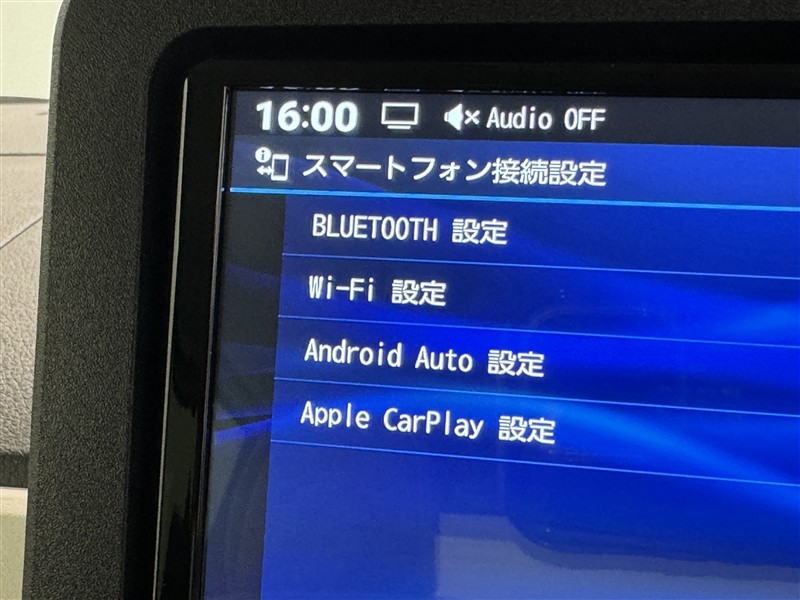 16:00 Audio OFF
スマートフォン接続設定
BLUETOOTH 設定
Wi-Fi 設定
Android Auto 設定
Apple CarPlay 設定